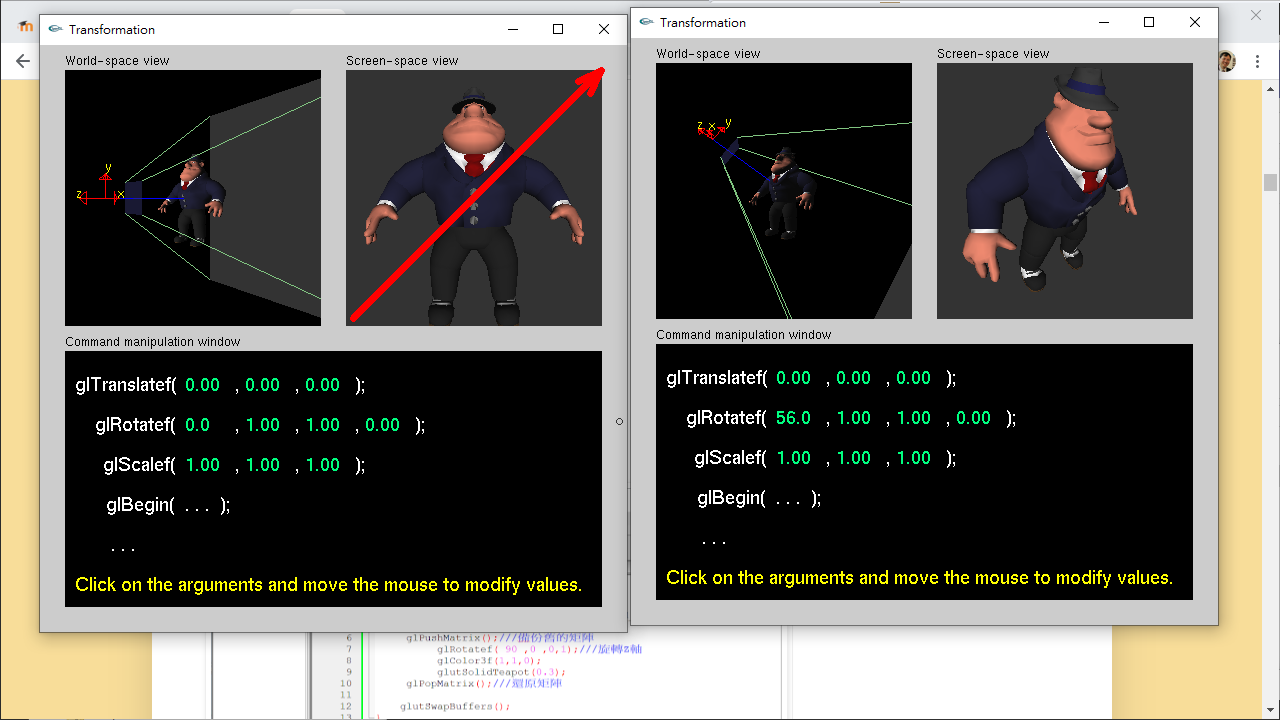 Transformation
World-space view
Screen-space view
y
z
x
Command manipulation window
glTranslatef( 0.00 , 0.00 , 0.00 );
glRotatef( 0.0 , 1.00 , 1.00 , 0.00 );
glScalef( 1.00 , 1.00 , 1.00 );
glBegin( . . . );
. . .
Click on the arguments and move the mouse to modify values.
Transformation
World-space view
Screen-space view
z
x
y
Command manipulation window
glTranslatef( 0.00 , 0.00 , 0.00 );
glRotatef( 56.0 , 1.00 , 1.00 , 0.00 );
glScalef( 1.00 , 1.00 , 1.00 );
glBegin( . . . );
. . .
Click on the arguments and move the mouse to modify values.
6 glPushMatrix();///備份舊的矩陣
7 glRotatef( 90 ,0 ,0,1);///旋轉z軸
8 glColor3f(1,1,0);
9 glutSolidTeapot(0.3);
10 glPopMatrix();///還原矩陣
11
12 glutSwapBuffers();
13 }